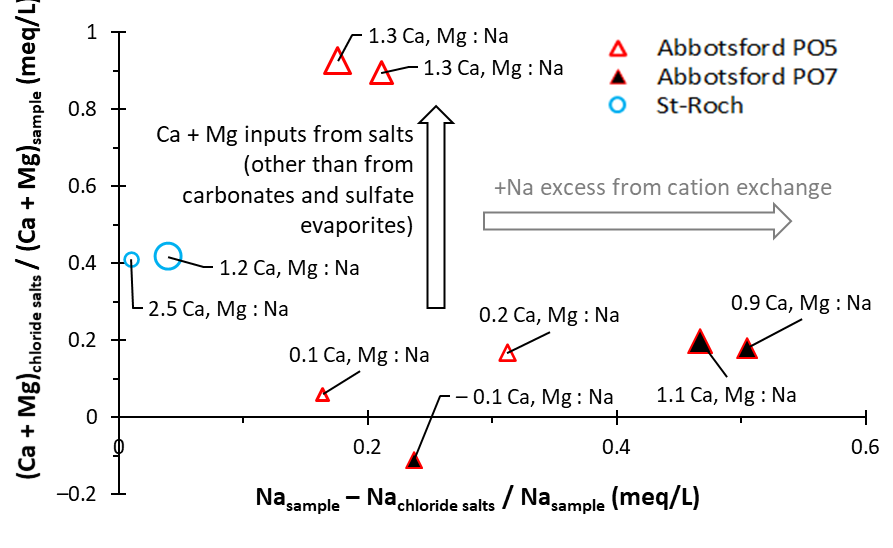 (Ca + Mg)chloride salts / (Ca + Mg)sample (meq/L)
1
0.8
0.6
0.4
0.2
0
−0.2
1.3 Ca, Mg : Na
1.3 Ca, Mg : Na
Abbotsford PO5
Abbotsford PO7
St-Roch
Ca + Mg inputs from salts
(other than from
carbonates and sulfate
evaporites)
+Na excess from cation exchange
1.2 Ca, Mg : Na
2.5 Ca, Mg : Na
0.2 Ca, Mg : Na
0.9 Ca, Mg : Na
0.1 Ca, Mg : Na
− 0.1 Ca, Mg : Na
1.1 Ca, Mg : Na
0
0.2
0.4
0.6
Nasample – Nachloride salts / Nasample (meq/L)